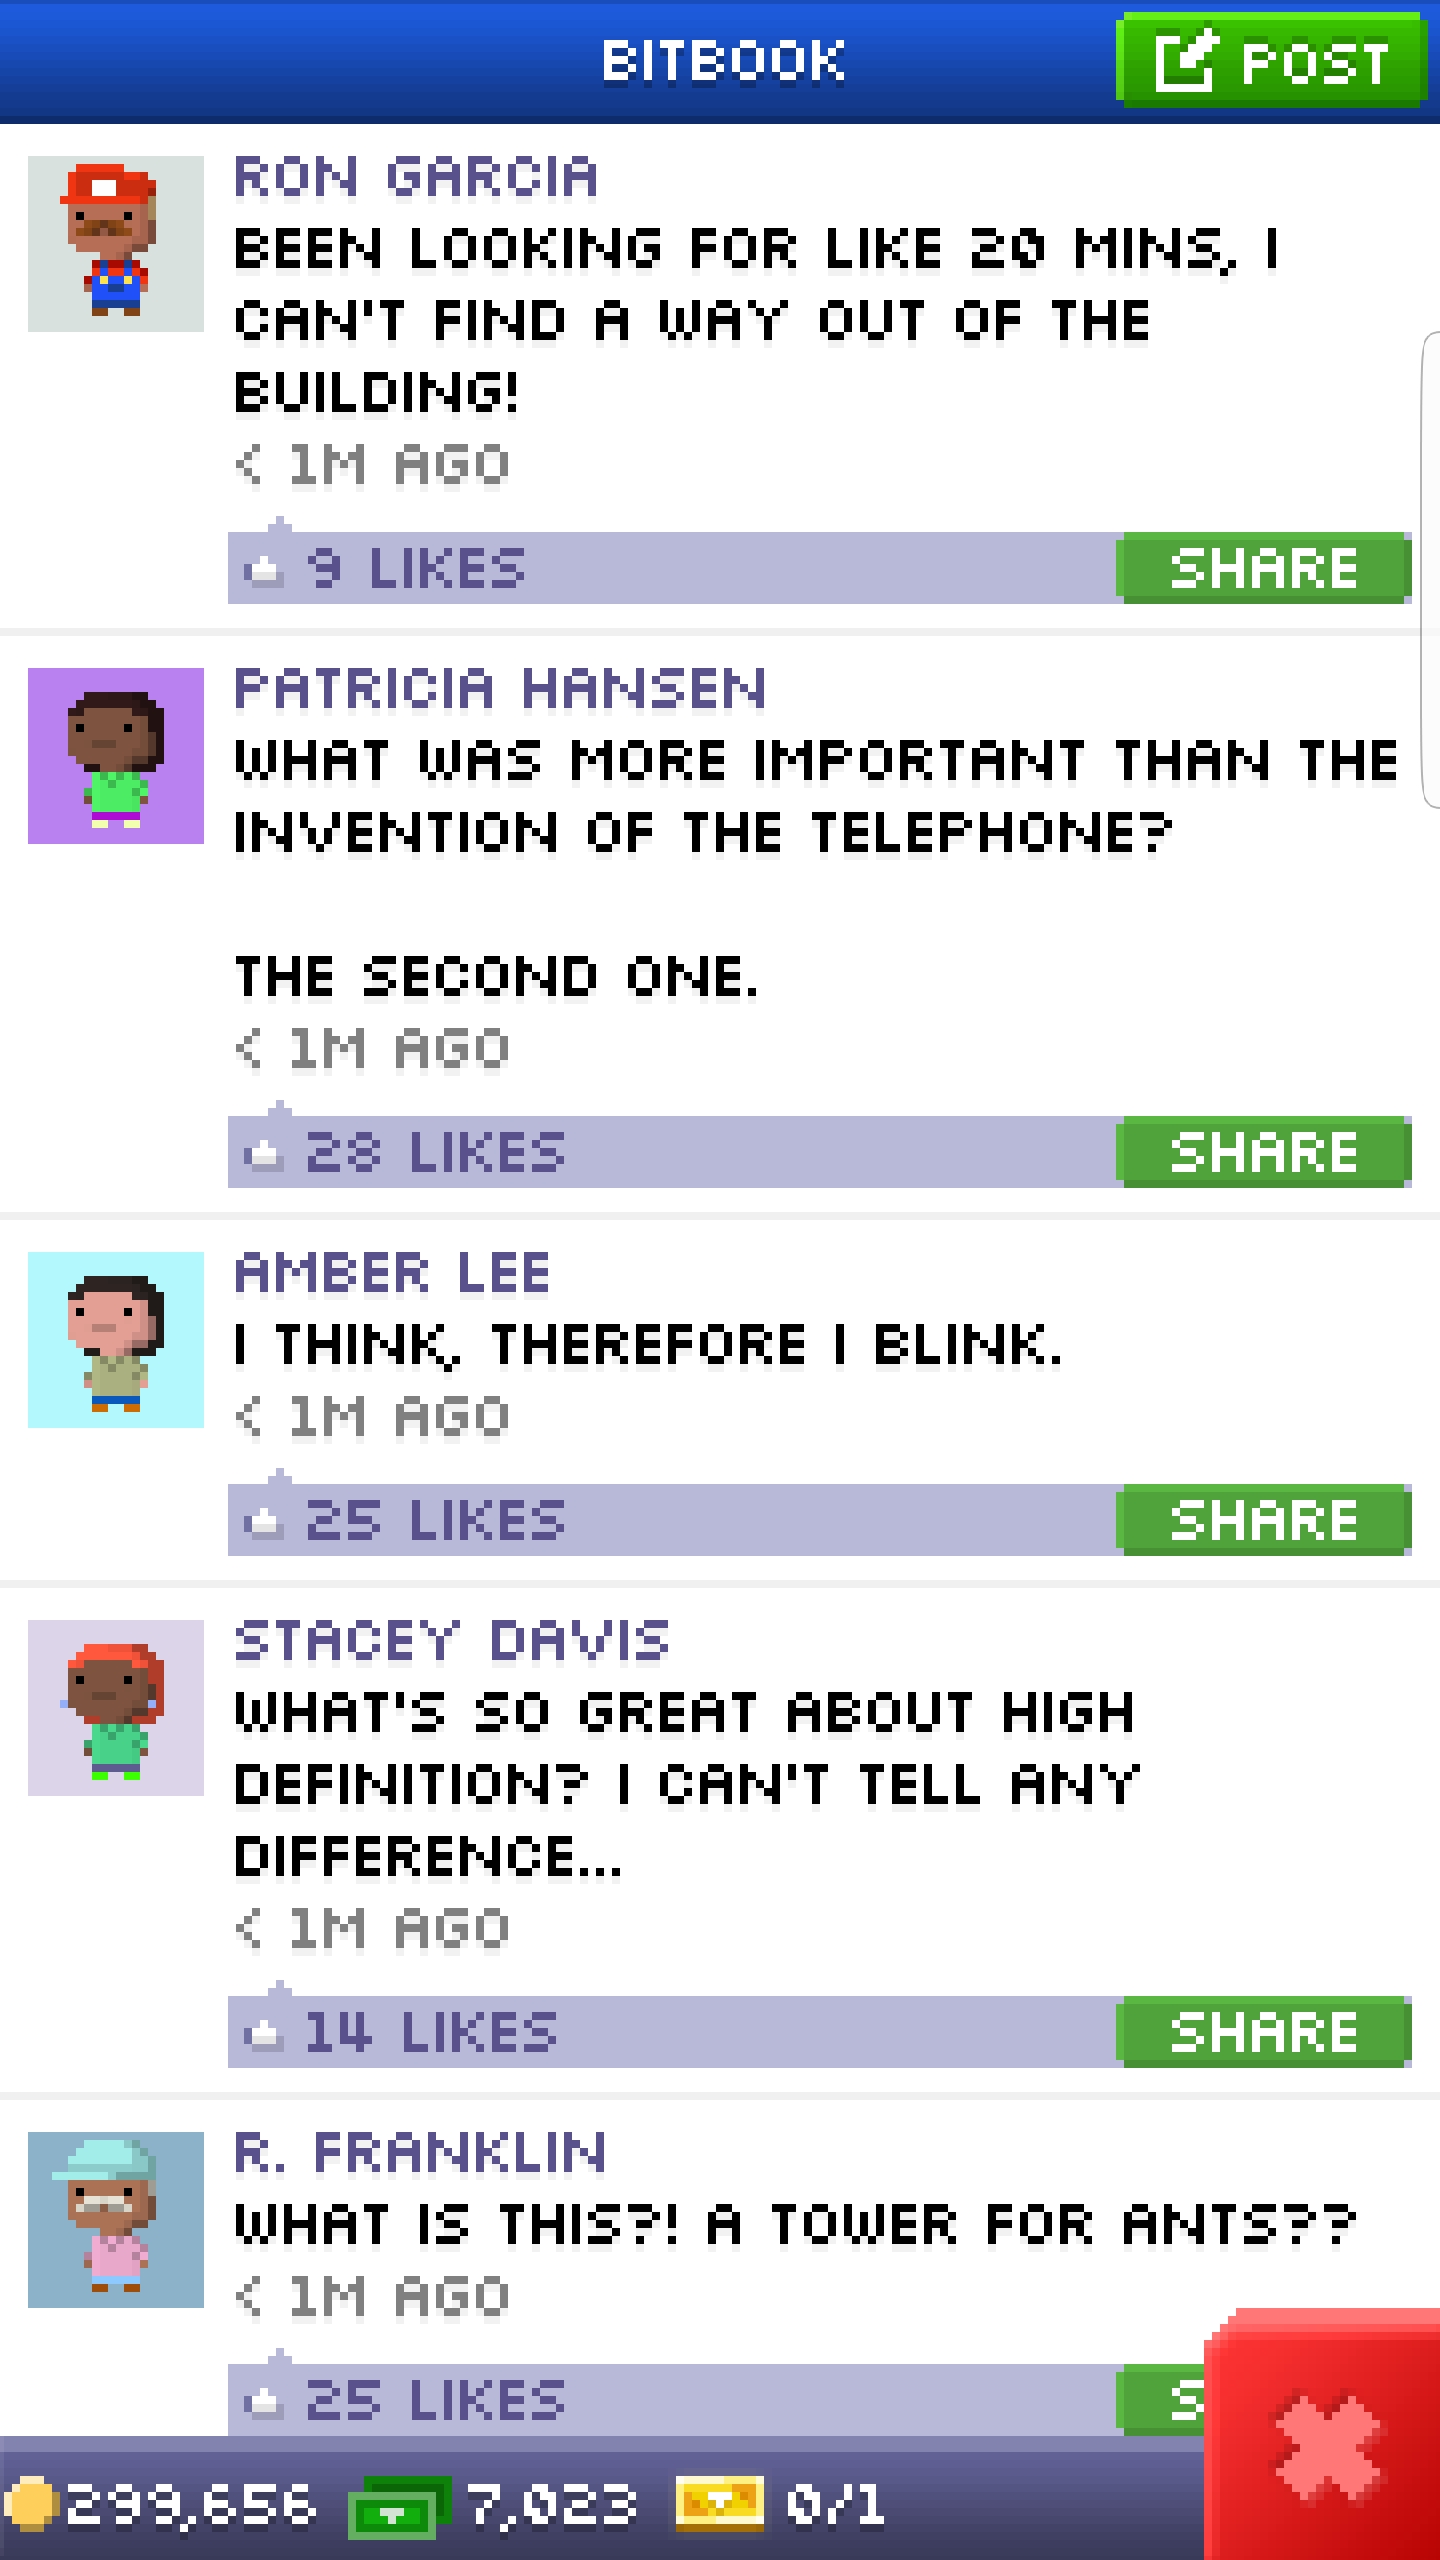 BITBOOK
POST
RON GARCIA
BEEN LOOKING FOR LIKE 20 MINS, I
CAN'T FIND A WAY OUT OF THE
BUILDING!
< 1M AGO
9 LIKES
SHARE
PATRICIA HANSEN
WHAT WAS MORE IMPORTANT THAN THE
INVENTION OF THE TELEPHONE?
THE SECOND ONE.
< 1M AGO
28 LIKES
SHARE
AMBER LEE
I THINK, THEREFORE I BLINK.
< 1M AGO
25 LIKES
SHARE
STACEY DAVIS
WHAT'S SO GREAT ABOUT HIGH
DEFINITION? I CAN'T TELL ANY
DIFFERENCE...
< 1M AGO
14 LIKES
SHARE
R. FRANKLIN
WHAT IS THIS?! A TOWER FOR ANTS??
< 1M AGO
25 LIKES
S
299,656
7,023
0/1